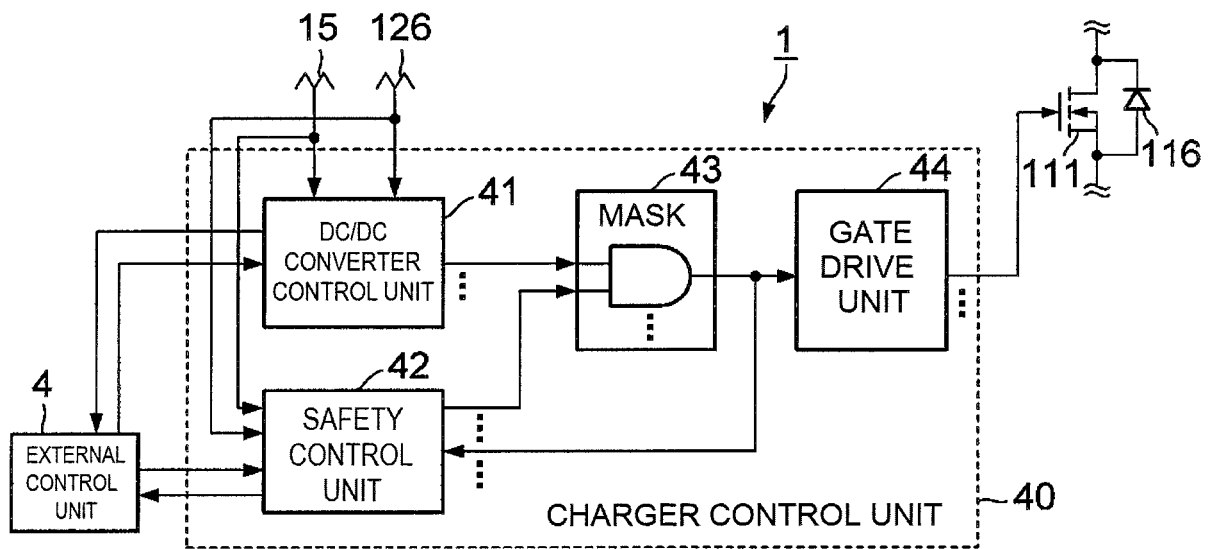 15
126
1
41
43
44
111
116
MASK
DC/DC
CONVERTER
CONTROL UNIT
GATE
DRIVE
UNIT
42
4
SAFETY
CONTROL
UNIT
EXTERNAL
CONTROL
UNIT
CHARGER CONTROL UNIT
40